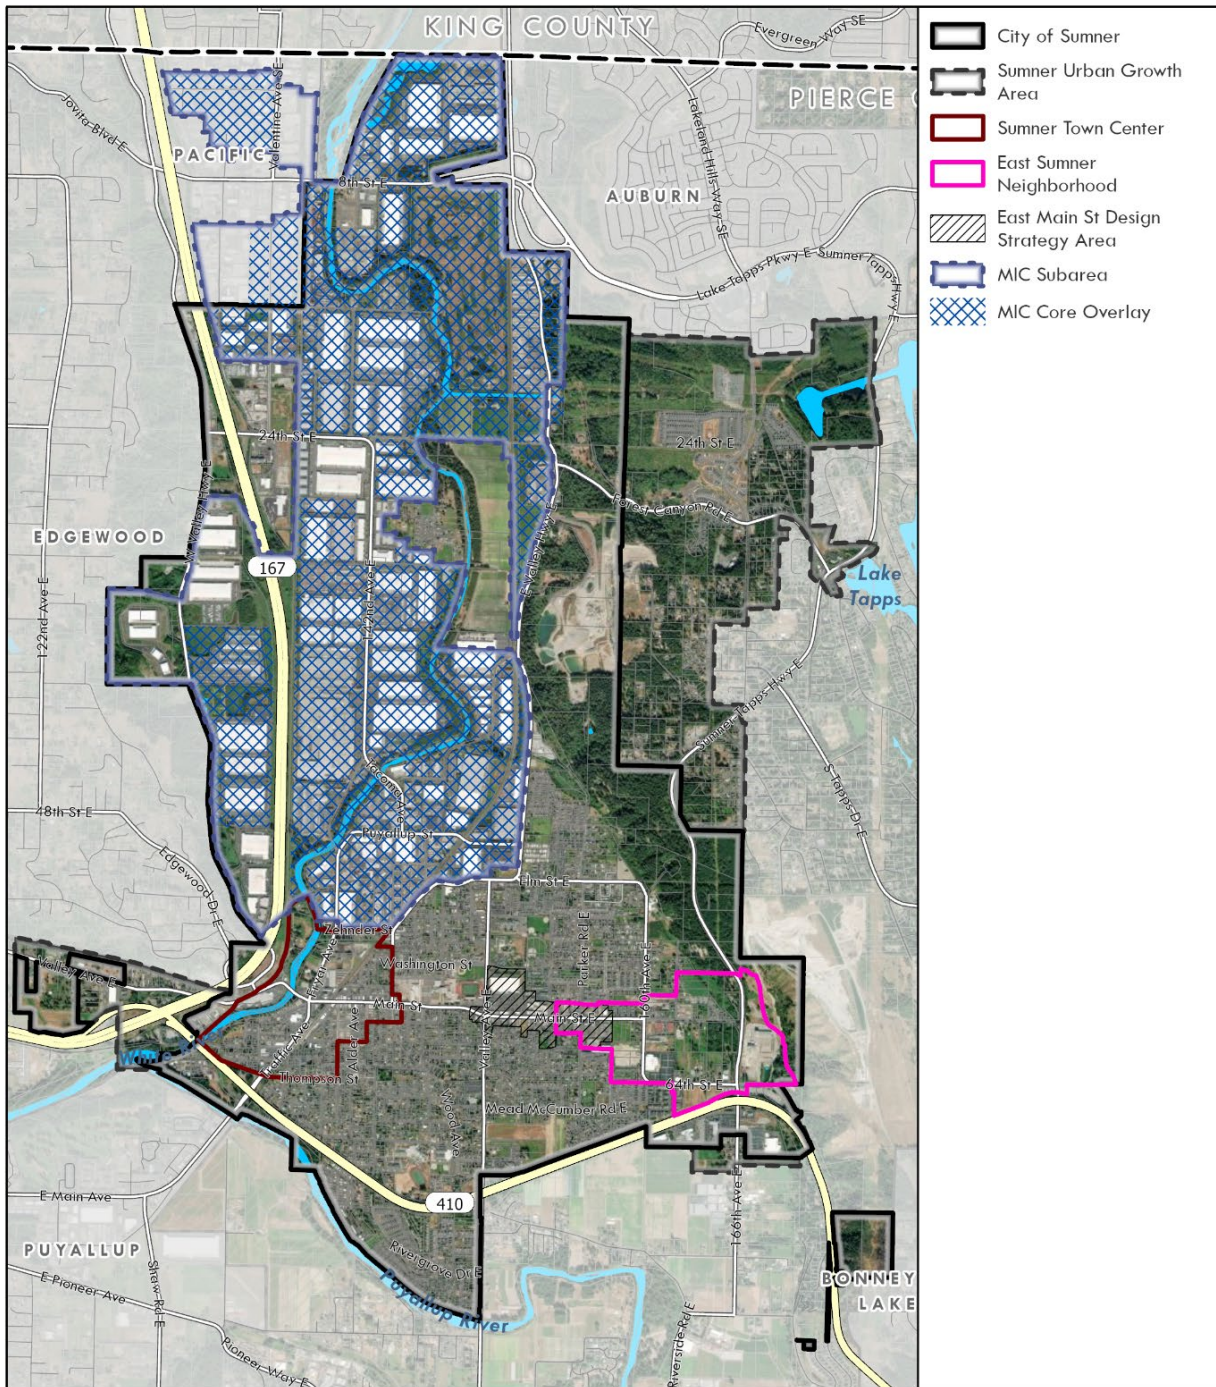 KING COUNTY
Evergreen Way SE
PIERCE C
Jovita Blvd E
Valentine Ave SE
PACIFIC
Lakeland Hills Way SE
8th St E
AUBURN
Lake Tapps Pkwy E
Sumner Tapps Hwy E
24th St E
24th St E
W Valley Hwy E
Forest Canyon Rd E
EDGEWOOD
167
E Valley Hwy E
Lake
Tapps
122nd Ave E
142nd Ave E
Sumner-Tapps Hwy E
S Tapps Dr E
Tacoma Ave
48th St E
Puyallup St
Edgewood Dr E
Elm St E
Zehnder St
Parker Rd E
Valley Ave E
Fryar Ave
Washington St
160th Ave E
Main St
Main St E
White
Traffic Ave
Alder Ave
Valley Ave E
Thompson St
64th St E
Wood Ave
Mead McCumber Rd E
E Main Ave
410
166th Ave E
PUYALLUP
Shaw Rd E
Rivergrove Dr E
BONNEY
LAKE
E Pioneer Ave
Puyallup River
Riverside Rd E
Pioneer Way E
City of Sumner
Sumner Urban Growth
Area
Sumner Town Center
East Sumner
Neighborhood
East Main St Design
Strategy Area
MIC Subarea
MIC Core Overlay